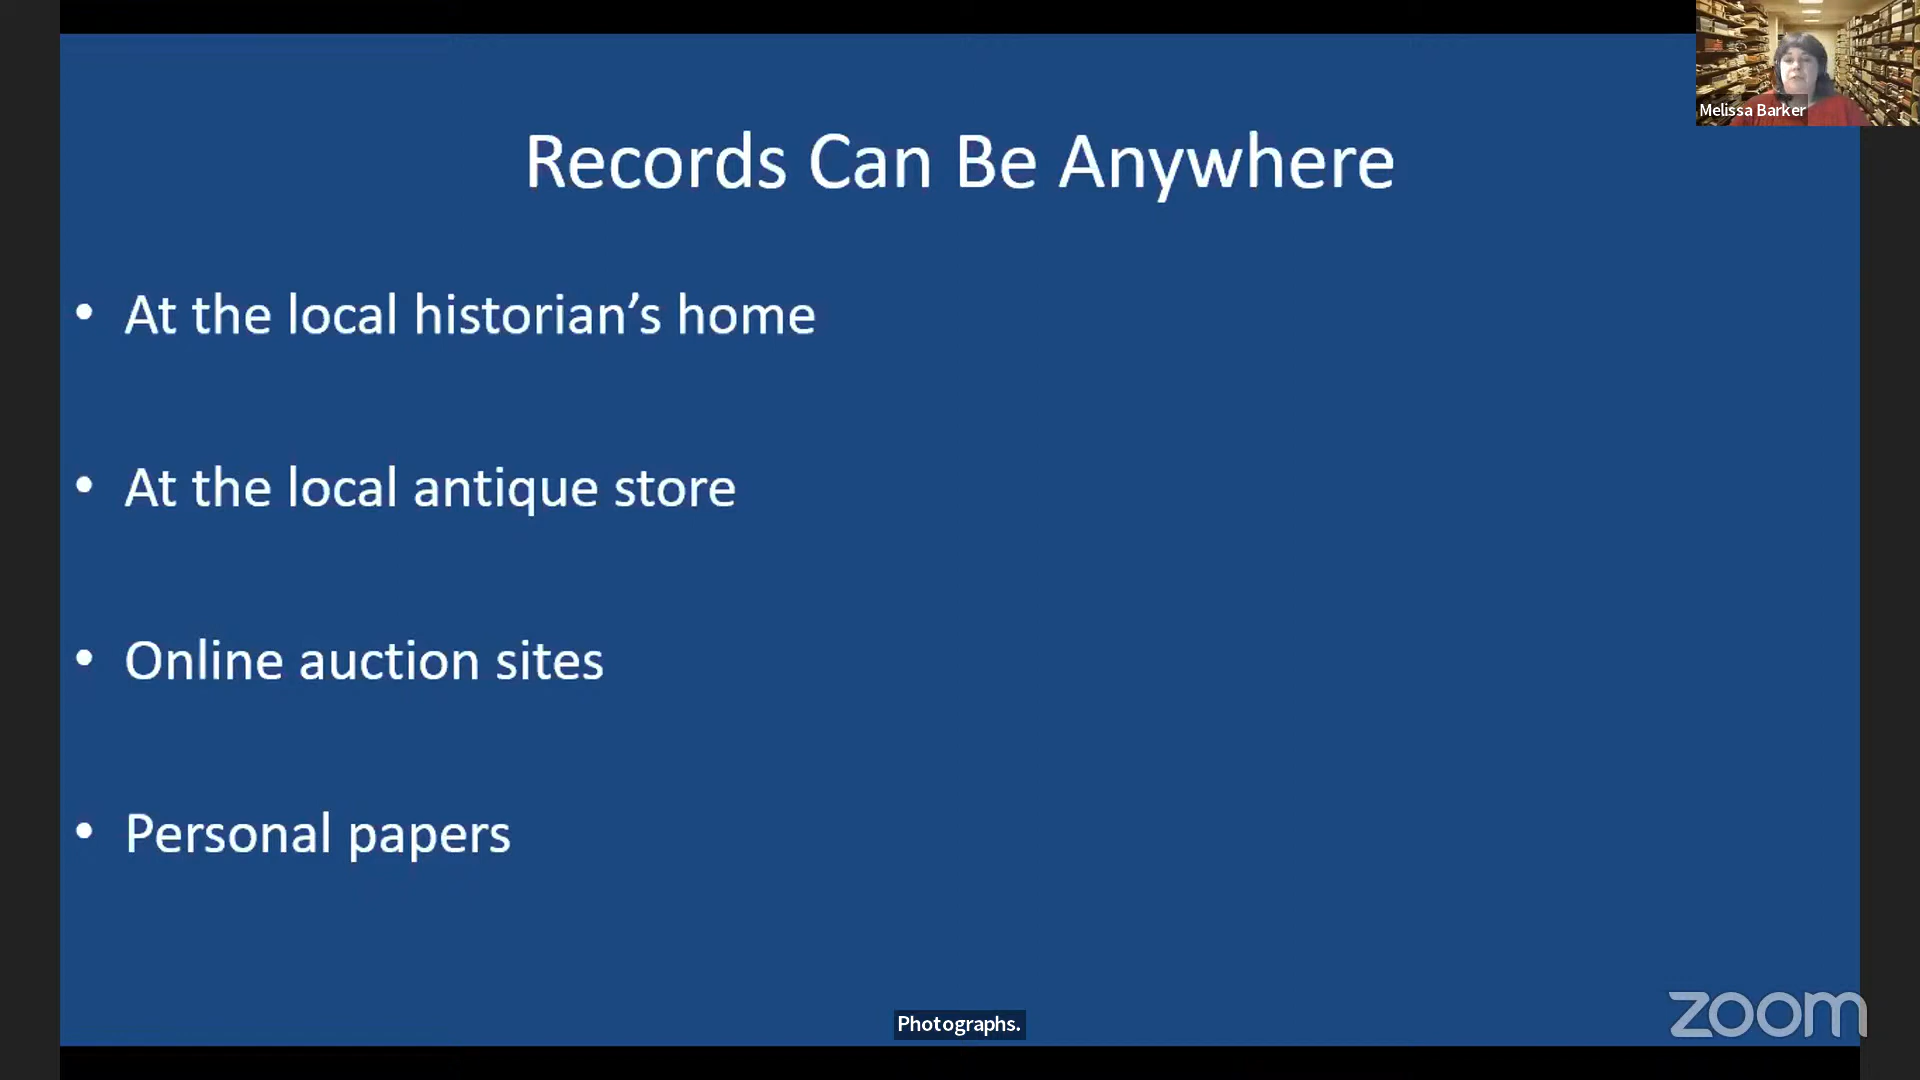 Melissa Barker
Records Can Be Anywhere
• At the local historian’s home
• At the local antique store
• Online auction sites
• Personal papers
Photographs.
zoom